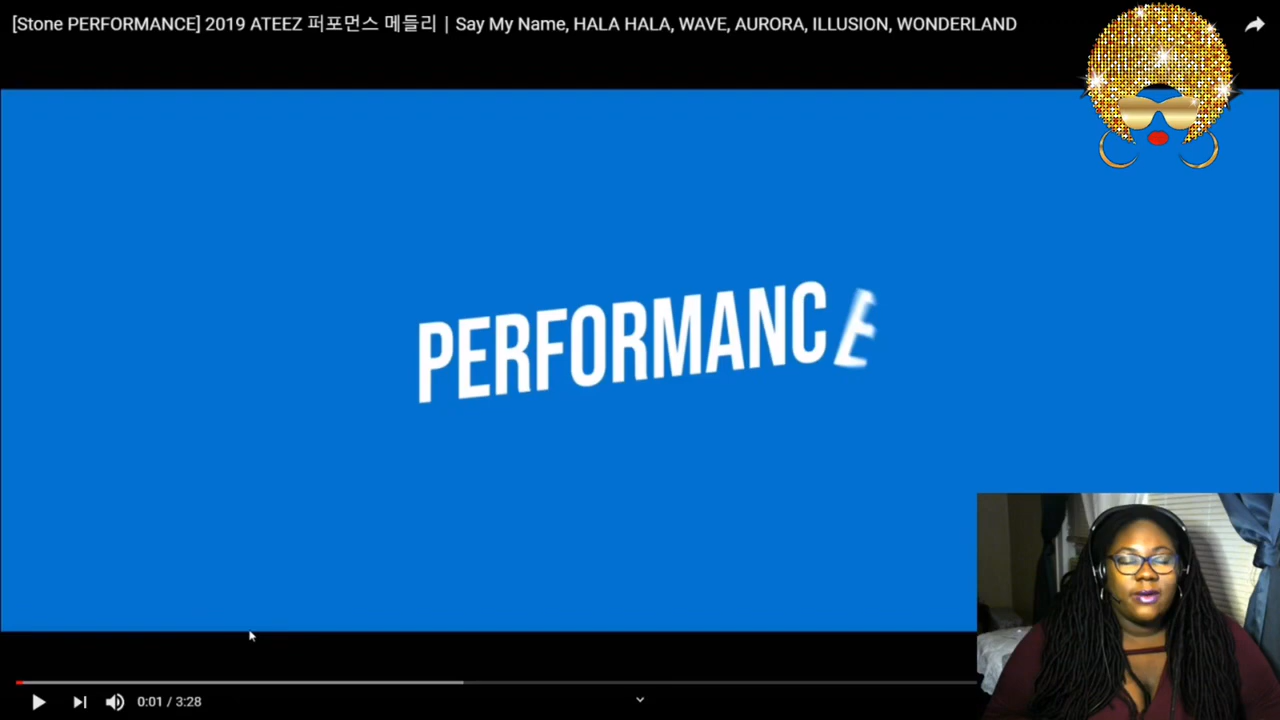 [Stone PERFORMANCE] 2019 ATEEZ 퍼포먼스 메들리 | Say My Name, HALA HALA, WAVE, AURORA, ILLUSION, WONDERLAND
PERFORMANCE
0:01 / 3:28